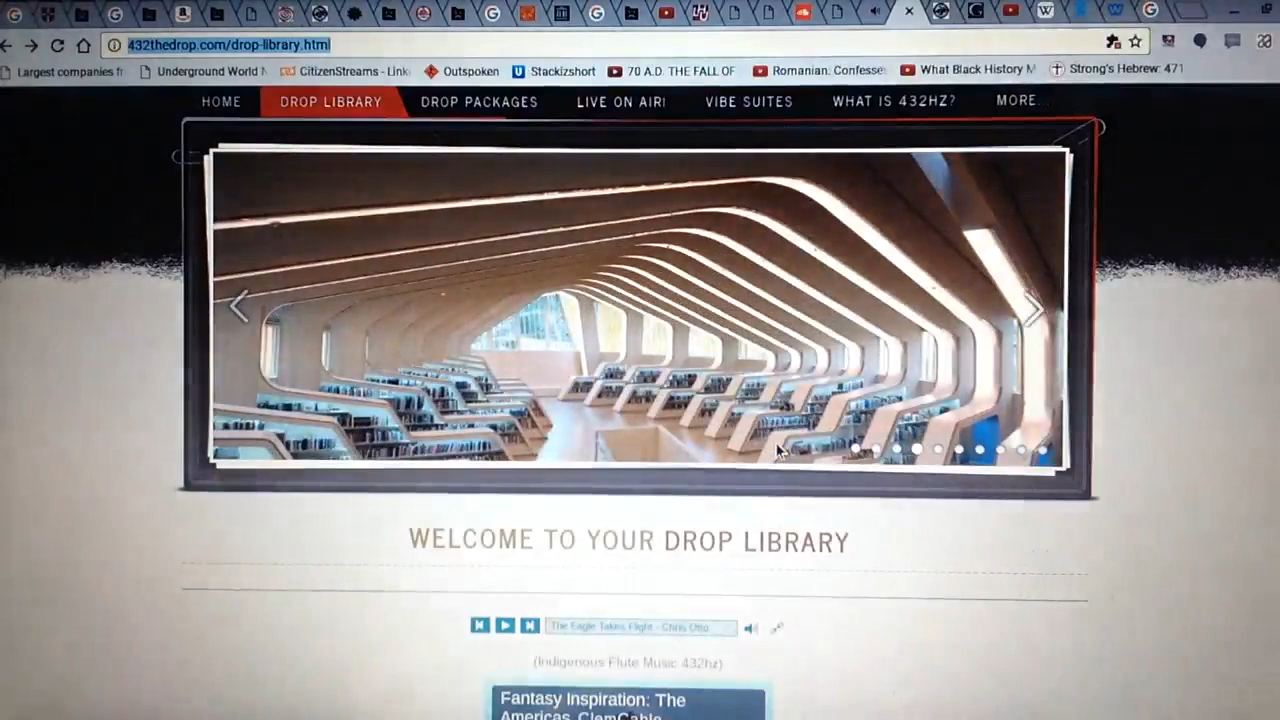 432thedrop.com/drop-library.html
Largest companies fr
Underground World N
CitizenStreams - Link
Outspoken
Stackizshort
70 A.D. THE FALL OF
Romanian. Confesse
What Black History M
Strong's Hebrew: 471
HOME
DROP LIBRARY
DROP PACKAGES
LIVE ON AIR!
VIBE SUITES
WHAT IS 432HZ?
MORE...
WELCOME TO YOUR DROP LIBRARY
The Eagle Takes Flight - Chris Otto
(Indigenous Flute Music 432hz)
Fantasy Inspiration: The
Americas